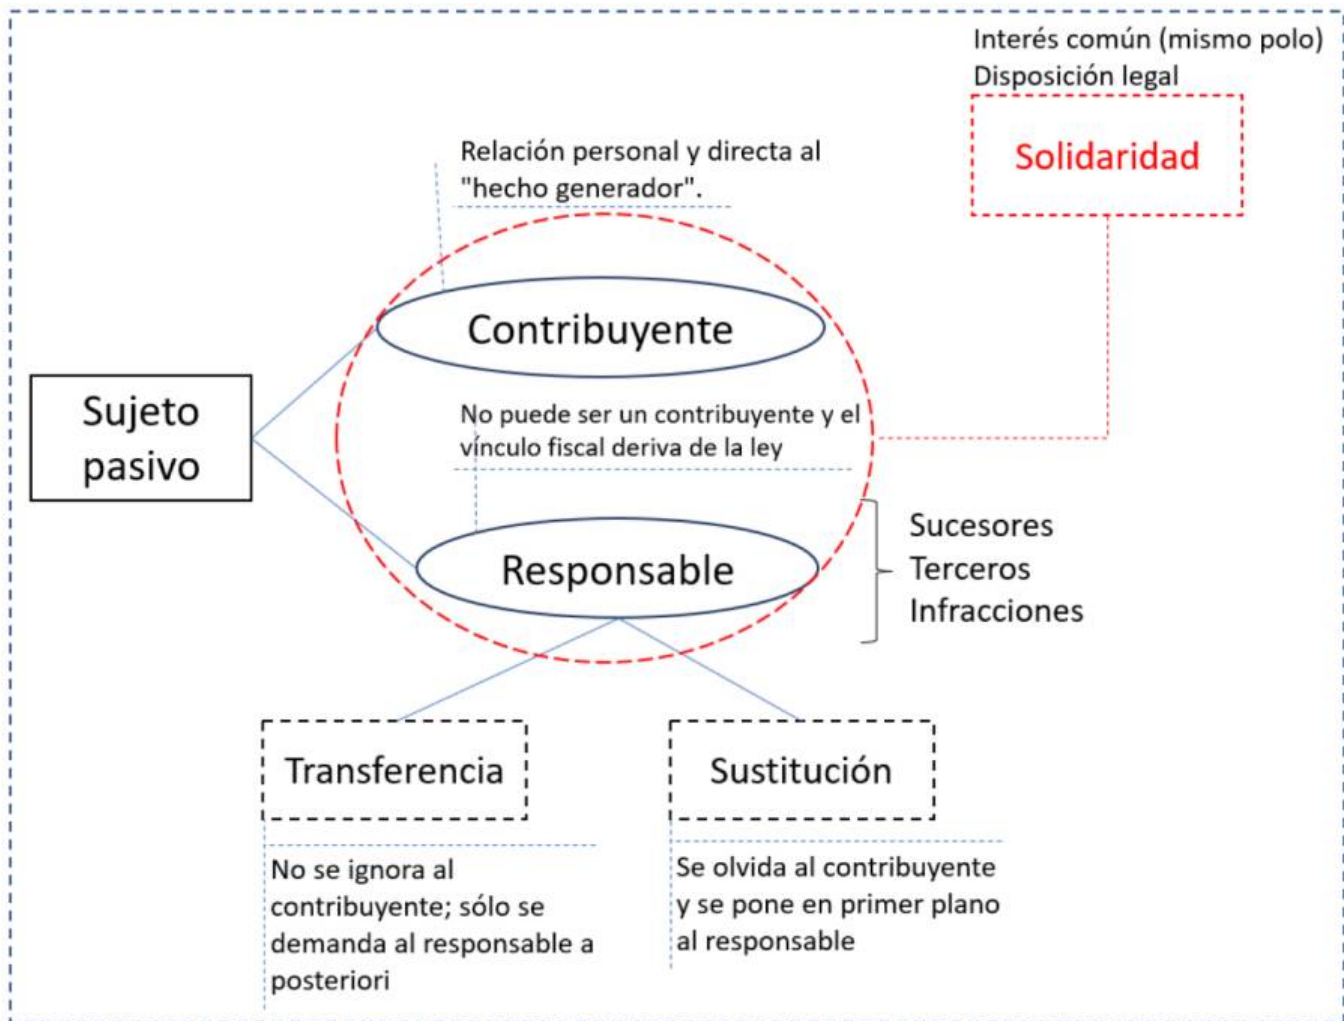 Interés común (mismo polo)
Disposición legal
Solidaridad
Relación personal y directa al
"hecho generador".
Contribuyente
Sujeto
pasivo
No puede ser un contribuyente y el
vínculo fiscal deriva de la ley
Responsable
Sucesores
Terceros
Infracciones
Transferencia
No se ignora al
contribuyente; sólo se
demanda al responsable a
posteriori
Sustitución
Se olvida al contribuyente
y se pone en primer plano
al responsable